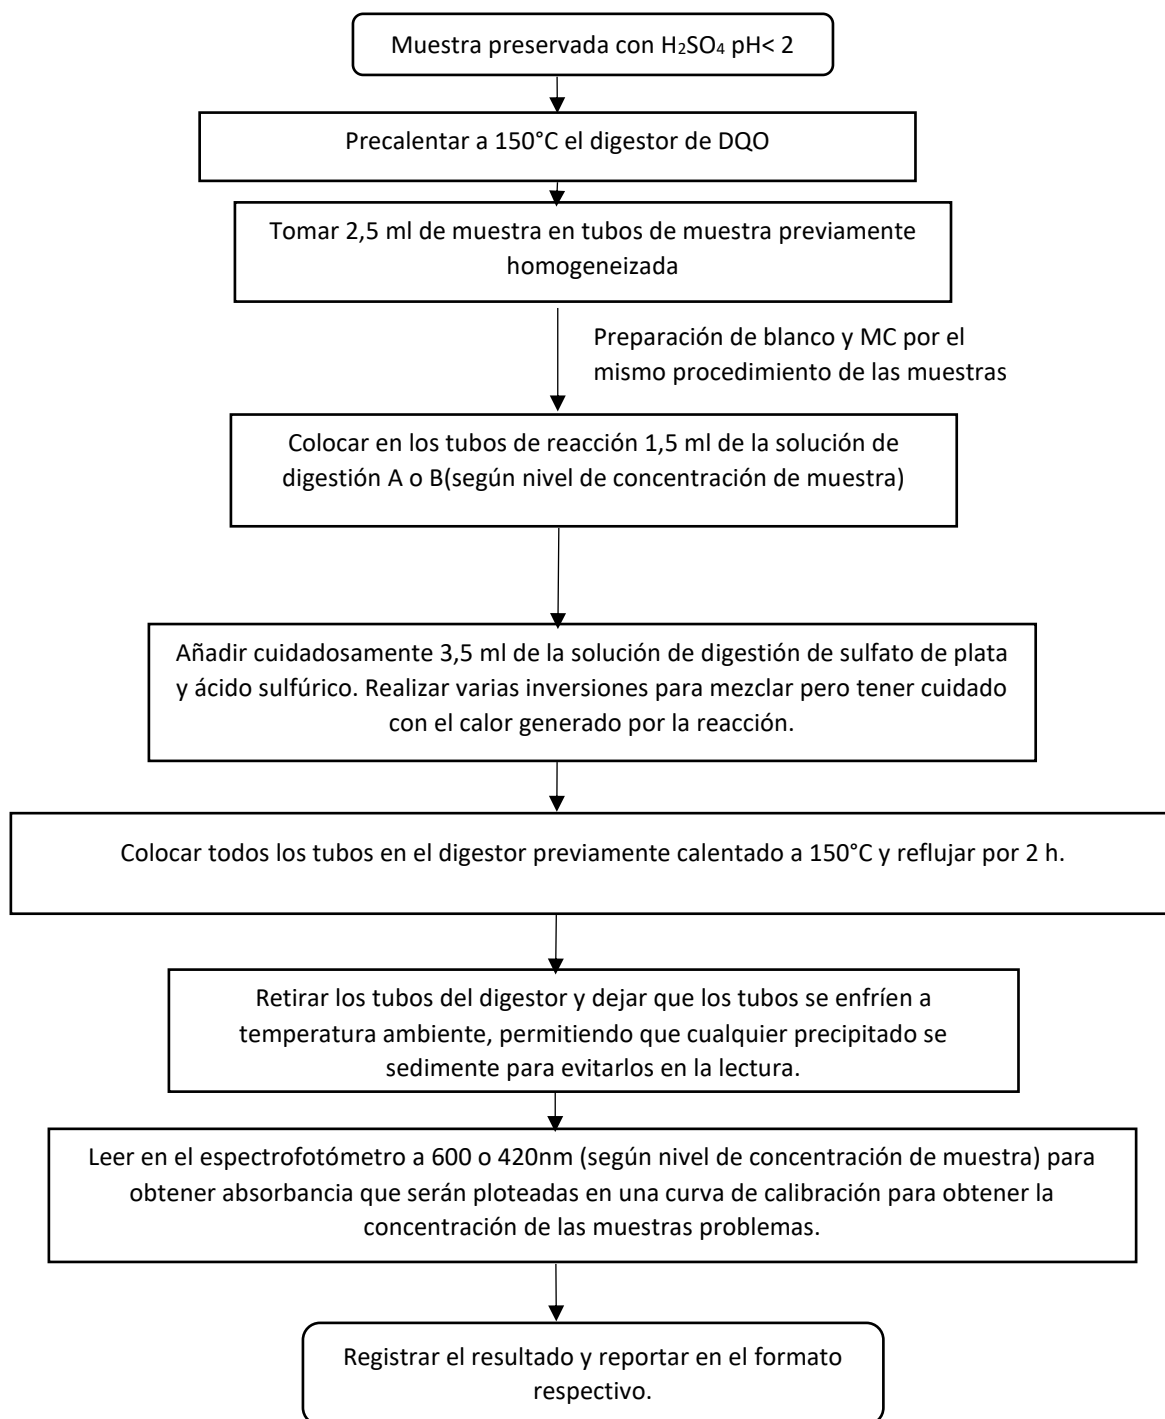 Muestra preservada con H₂SO₄ pH< 2
Precalentar a 150°C el digestor de DQO
Tomar 2,5 ml de muestra en tubos de muestra previamente
homogeneizada
Preparación de blanco y MC por el
mismo procedimiento de las muestras
Colocar en los tubos de reacción 1,5 ml de la solución de
digestión A o B(según nivel de concentración de muestra)
Añadir cuidadosamente 3,5 ml de la solución de digestión de sulfato de plata
y ácido sulfúrico. Realizar varias inversiones para mezclar pero tener cuidado
con el calor generado por la reacción.
Colocar todos los tubos en el digestor previamente calentado a 150°C y reflujar por 2 h.
Retirar los tubos del digestor y dejar que los tubos se enfríen a
temperatura ambiente, permitiendo que cualquier precipitado se
sedimente para evitarlos en la lectura.
Leer en el espectrofotómetro a 600 o 420nm (según nivel de concentración de muestra) para
obtener absorbancia que serán ploteadas en una curva de calibración para obtener la
concentración de las muestras problemas.
Registrar el resultado y reportar en el formato
respectivo.